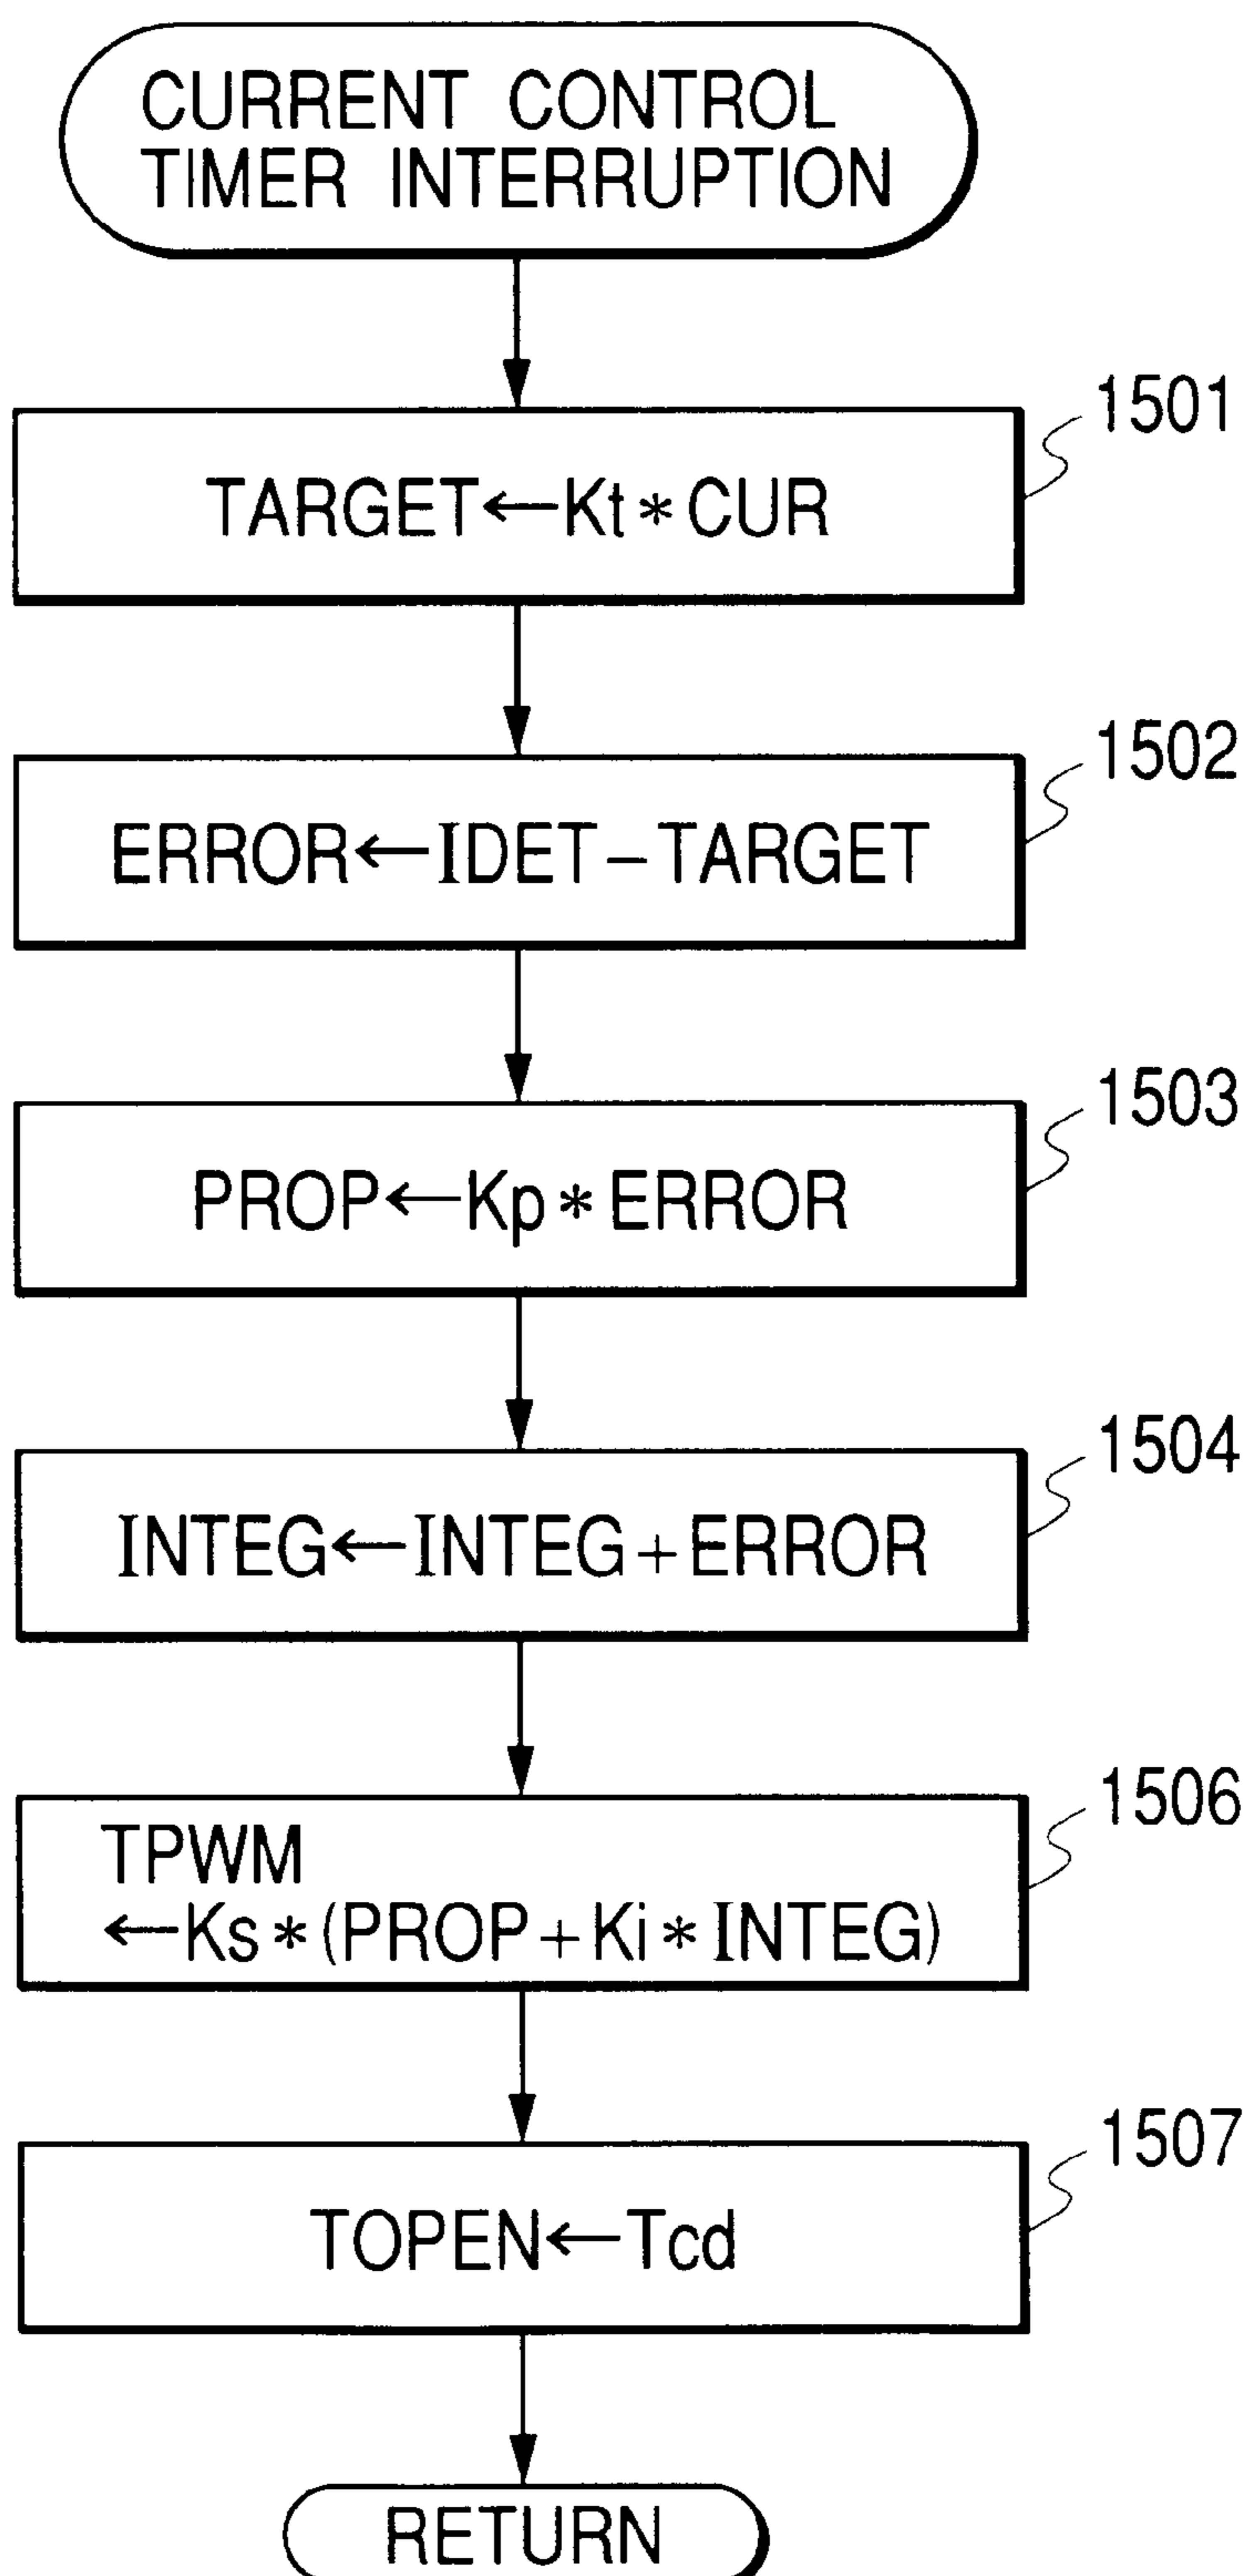 CURRENT CONTROL
TIMER INTERRUPTION
1501
TARGET←Kt*CUR
1502
ERROR←IDET-TARGET
1503
PROP←Kp*ERROR
1504
INTEG←INTEG+ERROR
1506
TPWM
←Ks*(PROP+Ki*INTEG)
1507
TOPEN←Tcd
RETURN